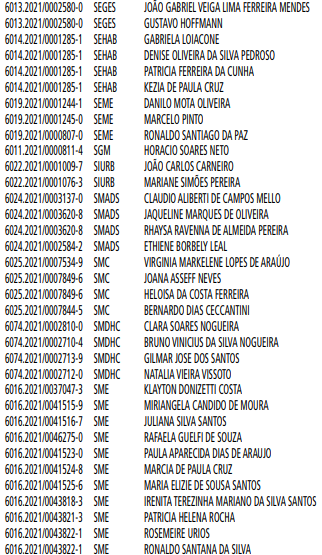 6013.2021/0002580-0 SEGES JOÃO GABRIEL VEIGA LIMA FERREIRA MENDES
6013.2021/0002580-0 SEGES GUSTAVO HOFFMANN
6014.2021/0001285-1 SEHAB GABRIELA LOIACONE
6014.2021/0001285-1 SEHAB DENISE OLIVEIRA DA SILVA PEDROSO
6014.2021/0001285-1 SEHAB PATRICIA FERREIRA DA CUNHA
6014.2021/0001285-1 SEHAB KEZIA DE PAULA CRUZ
6019.2021/0001244-1 SEME DANILO MOTA OLIVEIRA
6019.2021/0001245-0 SEME MARCELO PINTO
6019.2021/0000807-0 SEME RONALDO SANTIAGO DA PAZ
6011.2021/0000811-4 SGM HORACIO SOARES NETO
6022.2021/0001009-7 SIURB JOÃO CARLOS CARNEIRO
6022.2021/0001076-3 SIURB MARIANE SIMÕES PEREIRA
6024.2021/0003137-0 SMADS CLAUDIO ALIBERTI DE CAMPOS MELLO
6024.2021/0003620-8 SMADS JAQUELINE MARQUES DE OLIVEIRA
6024.2021/0003620-8 SMADS RHAYSA RAVENNA DE ALMEIDA PEREIRA
6024.2021/0002584-2 SMADS ETHIENE BORBELY LEAL
6025.2021/0007534-9 SMC VIRGINIA MARKELENE LOPES DE ARAÚJO
6025.2021/0007849-6 SMC JOANA ASSEFF NEVES
6025.2021/0007849-6 SMC HELOISA DA COSTA FERREIRA
6025.2021/0007844-5 SMC BERNARDO DIAS CECCANTINI
6074.2021/0002810-0 SMDHC CLARA SOARES NOGUEIRA
6074.2021/0002710-4 SMDHC BRUNO VINICIUS DA SILVA NOGUEIRA
6074.2021/0002713-9 SMDHC GILMAR JOSE DOS SANTOS
6074.2021/0002712-0 SMDHC NATALIA VIEIRA VISSOTO
6016.2021/0037047-3 SME KLAYTON DONIZETTI COSTA
6016.2021/0041515-9 SME MIRIANGELA CANDIDO DE MOURA
6016.2021/0041516-7 SME JULIANA SILVA SANTOS
6016.2021/0046275-0 SME RAFAELA GUELFI DE SOUZA
6016.2021/0041523-0 SME PAULA APARECIDA DIAS DE ARAUJO
6016.2021/0041524-8 SME MARCIA DE PAULA CRUZ
6016.2021/0041525-6 SME MARIA ELIZIE DE SOUSA SANTOS
6016.2021/0043818-3 SME IRENITA TEREZINHA MARIANO DA SILVA SANTOS
6016.2021/0043821-3 SME PATRICIA HELENA ROCHA
6016.2021/0043822-1 SME ROSEMEIRE URIOS
6016.2021/0043822-1 SME RONALDO SANTANA DA SILVA